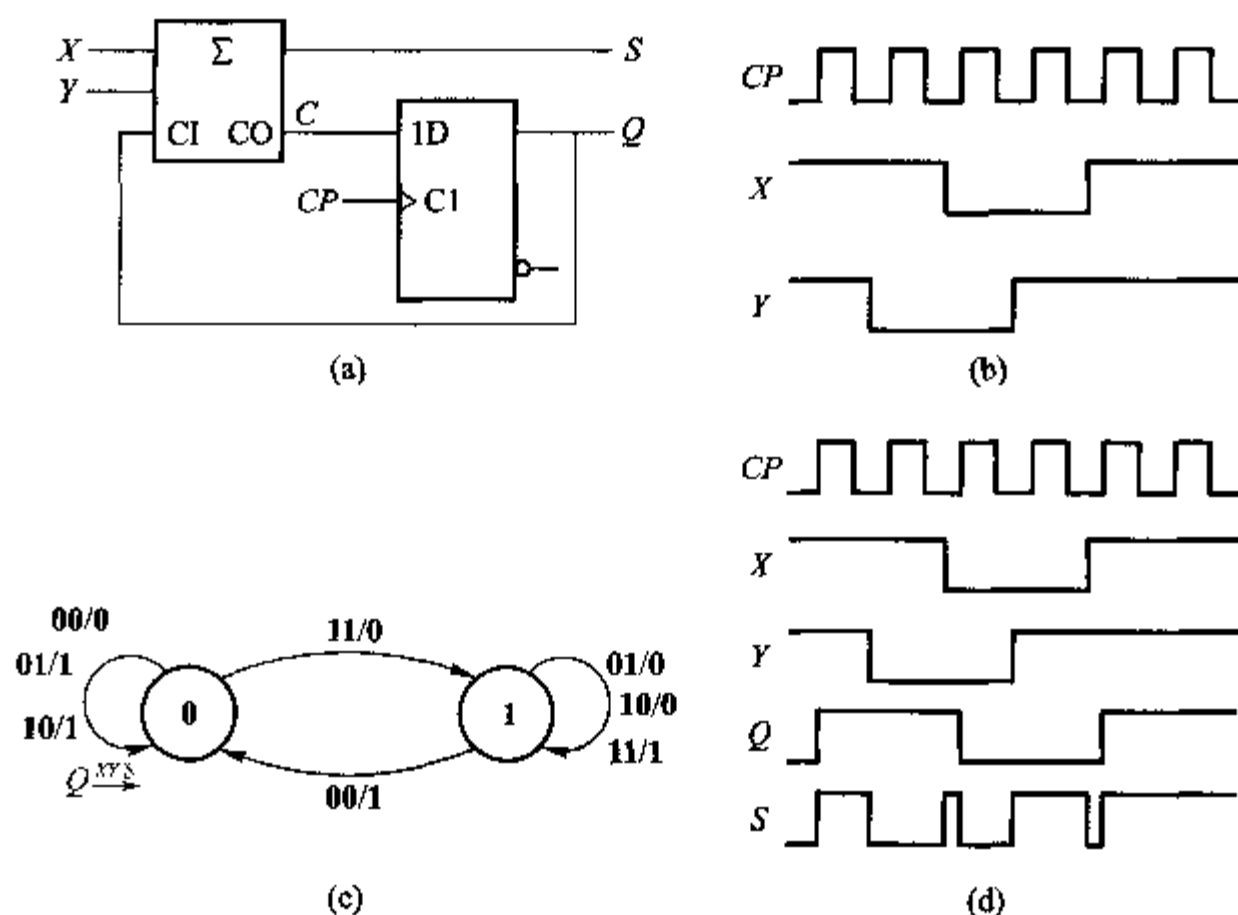 X
Y
Σ
CI
CO
C
S
1D
Q
CP
C1
(a)
CP
X
Y
(b)
00/0
01/1
10/1
11/0
0
1
01/0
10/0
11/1
00/1
Q XY/S
(c)
CP
X
Y
Q
S
(d)